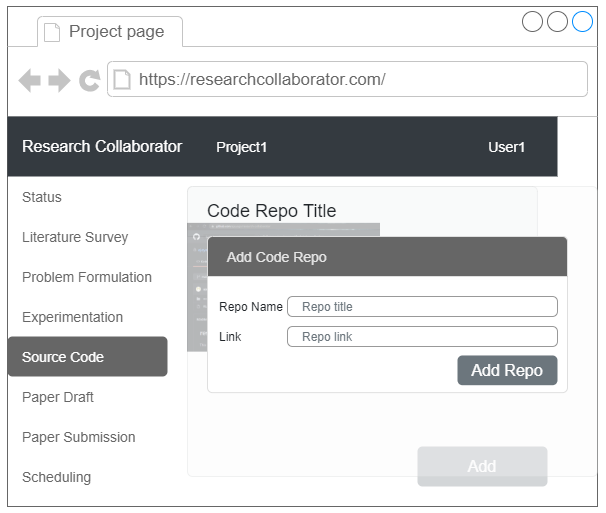 Project page
https://researchcollaborator.com/
Research Collaborator Project1 User1
Status
Literature Survey
Problem Formulation
Experimentation
Source Code
Paper Draft
Paper Submission
Scheduling
Code Repo Title
Add Code Repo
Repo Name Repo title
Link Repo link
Add Repo
Add